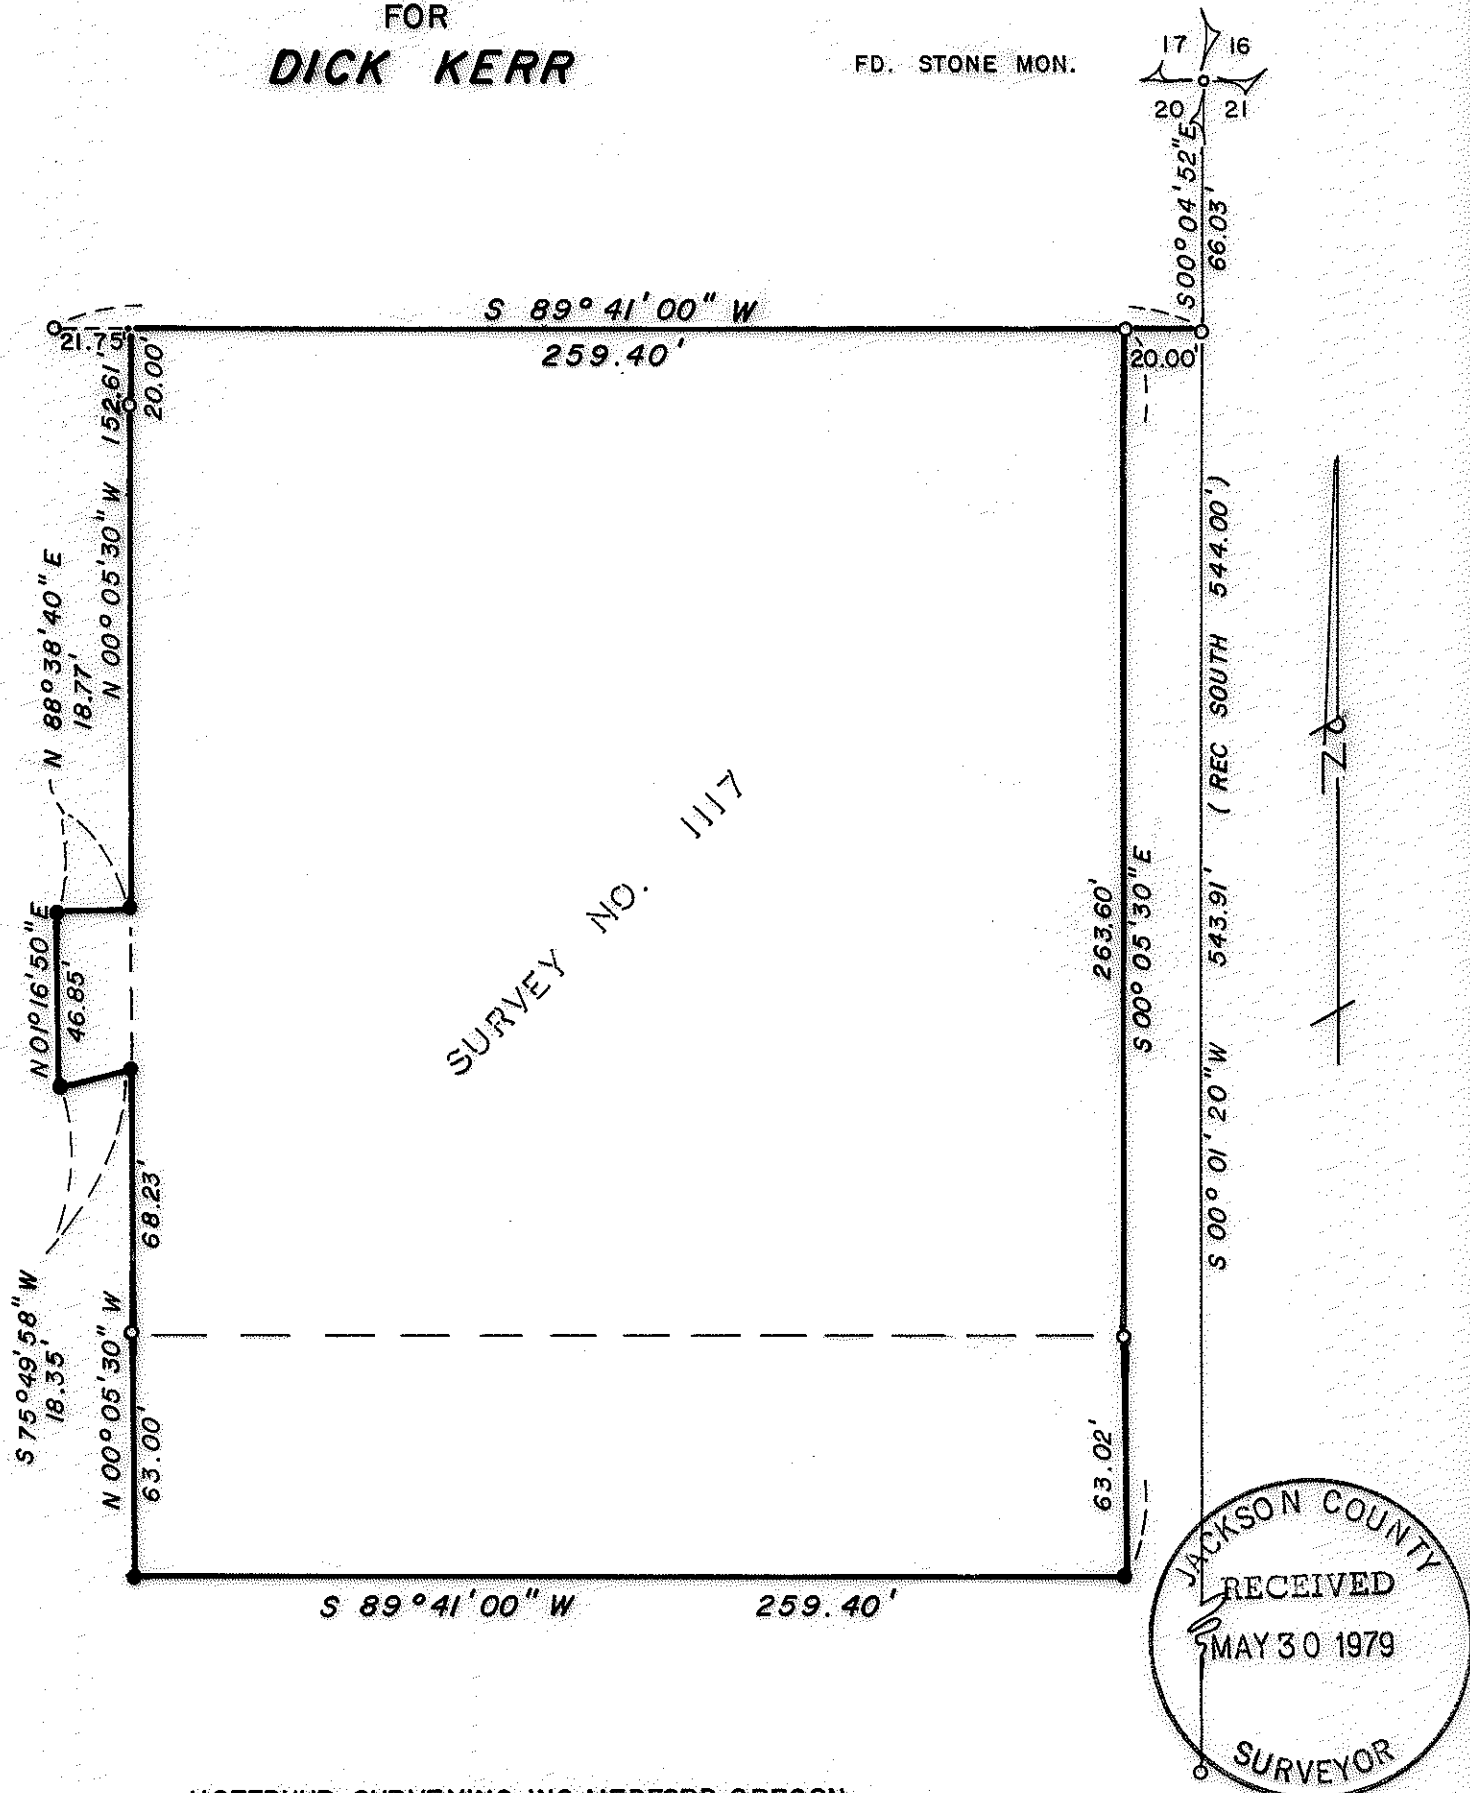 FOR
DICK KERR
FD. STONE MON.
17 16
20 21
S 00° 04' 52" E
66.03'
S 89° 41' 00" W
259.40'
21.75'
20.00'
20.00'
152.61'
N 00° 05' 30" W
N 88° 38' 40" E
18.77'
N 01° 16' 50" E
46.85'
SURVEY NO. 1117
263.60'
S 00° 05' 30" E
(REC SOUTH 544.00')
543.91'
S 00° 01' 20" W
N
68.23'
S 75° 49' 58" W
18.35'
N 00° 05' 30" W
63.00'
63.02'
S 89° 41' 00" W 259.40'
JACKSON COUNTY
RECEIVED
MAY 30 1979
SURVEYOR
SURVEYING INC. MEDFORD OREGON